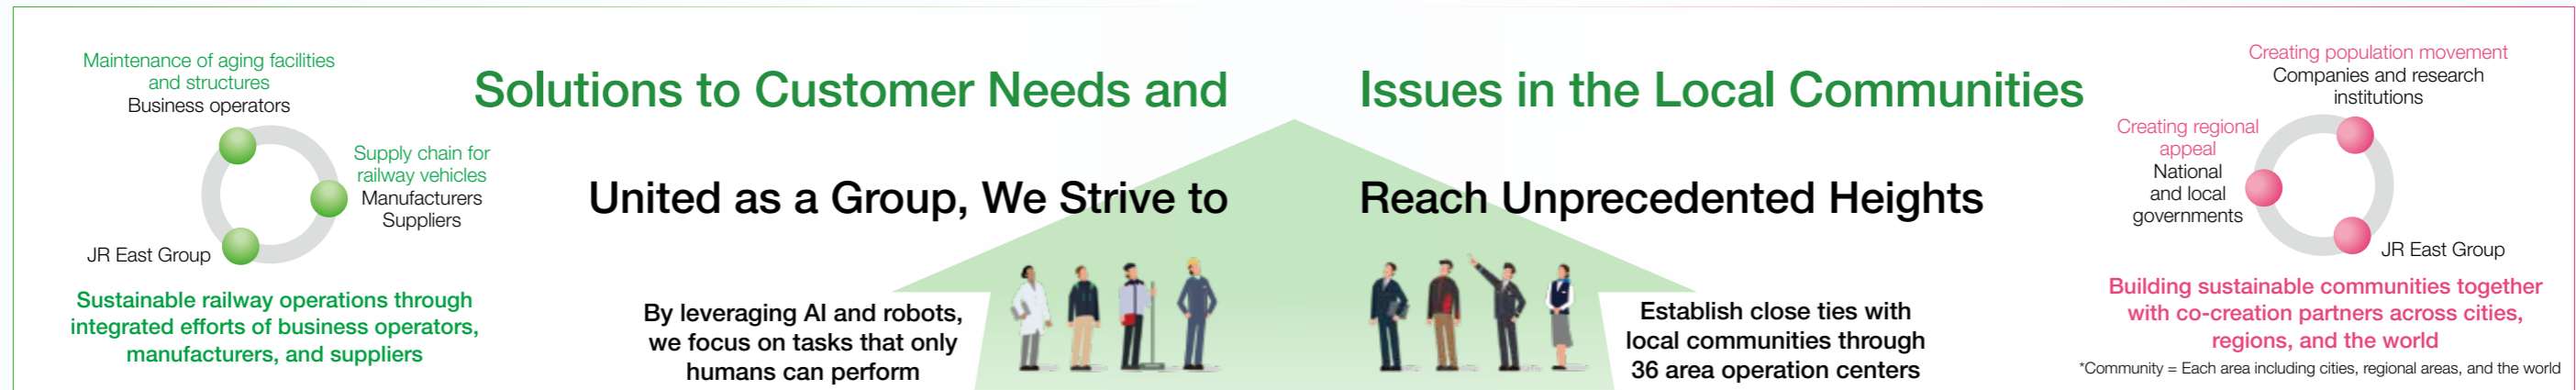 Maintenance of aging facilities
and structures
Business operators
Supply chain for
railway vehicles
Manufacturers
Suppliers
JR East Group
Sustainable railway operations through
integrated efforts of business operators,
manufacturers, and suppliers
Solutions to Customer Needs and Issues in the Local Communities
United as a Group, We Strive to Reach Unprecedented Heights
By leveraging AI and robots,
we focus on tasks that only
humans can perform
Establish close ties with
local communities through
36 area operation centers
Creating population movement
Companies and research
institutions
Creating regional
appeal
National
and local
governments
JR East Group
Building sustainable communities together
with co-creation partners across cities,
regions, and the world
*Community = Each area including cities, regional areas, and the world